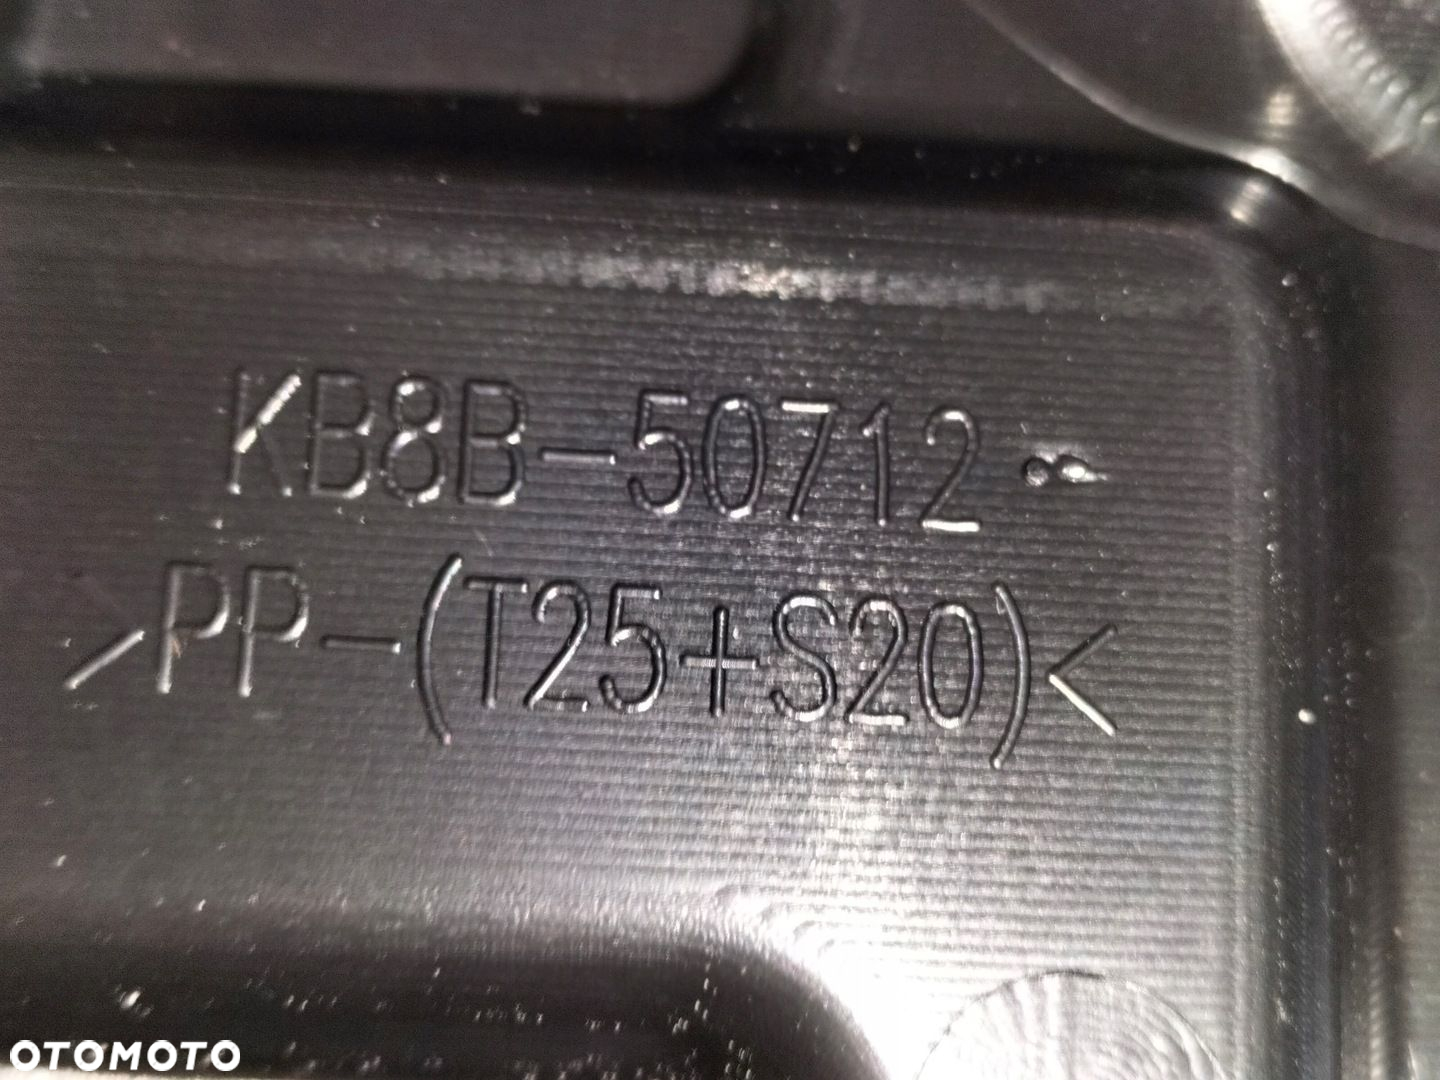 KB8B-50712
>PP-(T25+S20)<
OTOMOTO